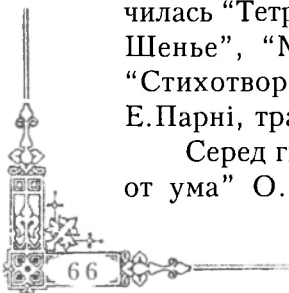 чилась “Тетр
Шенье”, “М
“Стихотвор
Е.Парні, тра
Серед г
от ума” О.
66